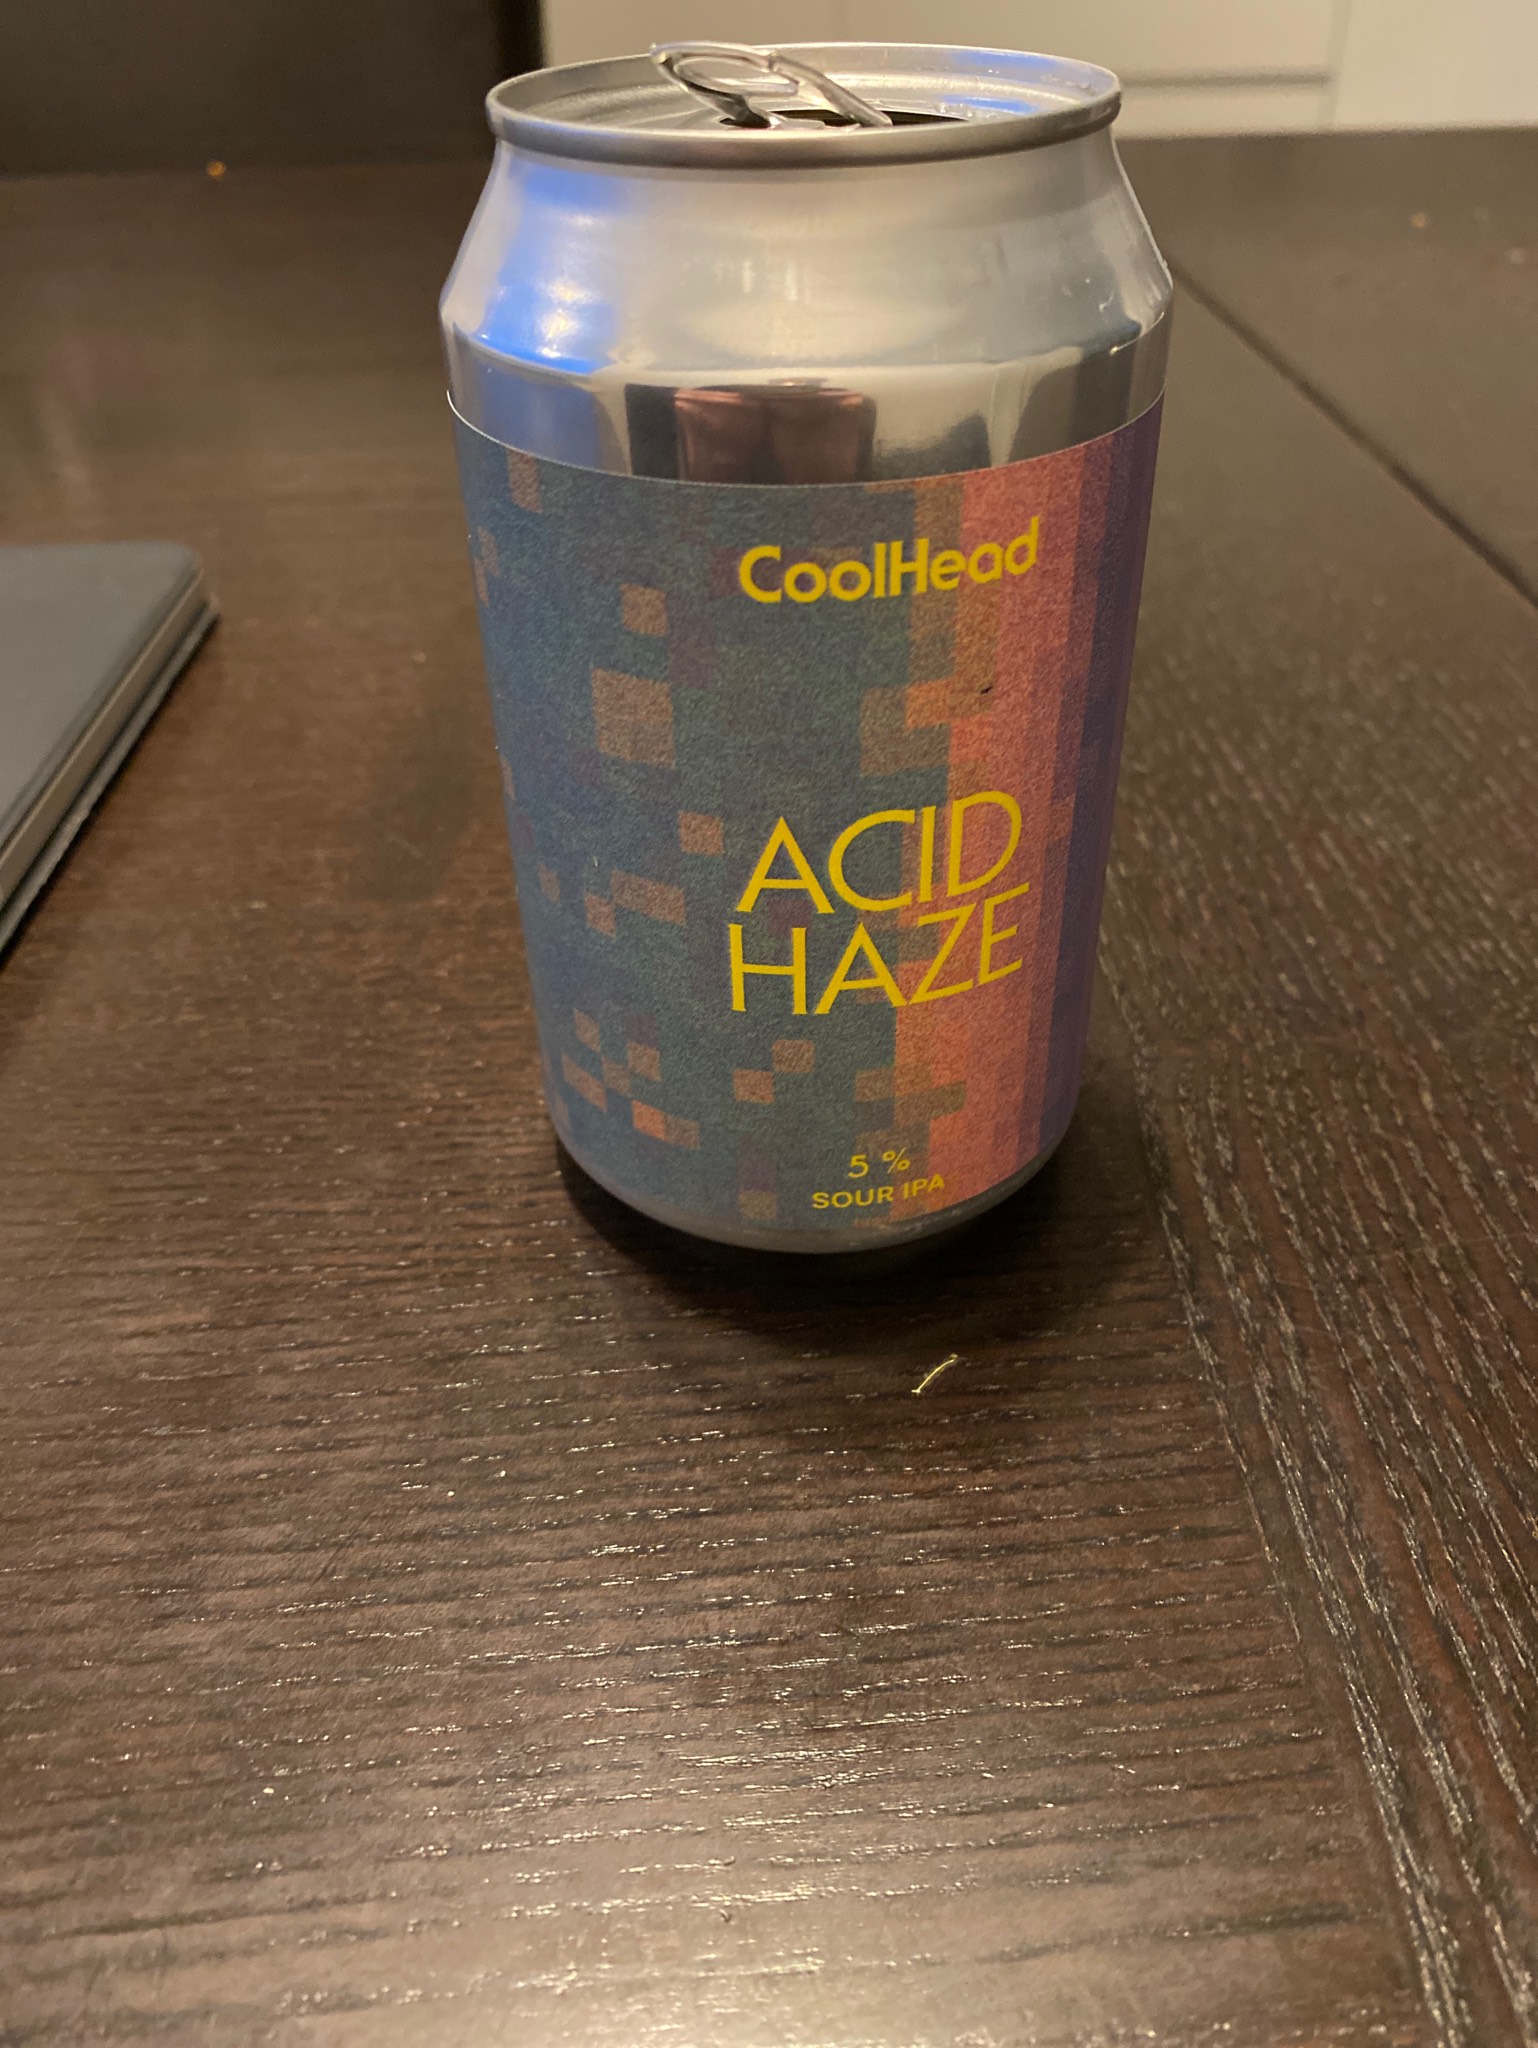 CoolHead
ACID
HAZE
5 %
SOUR IPA